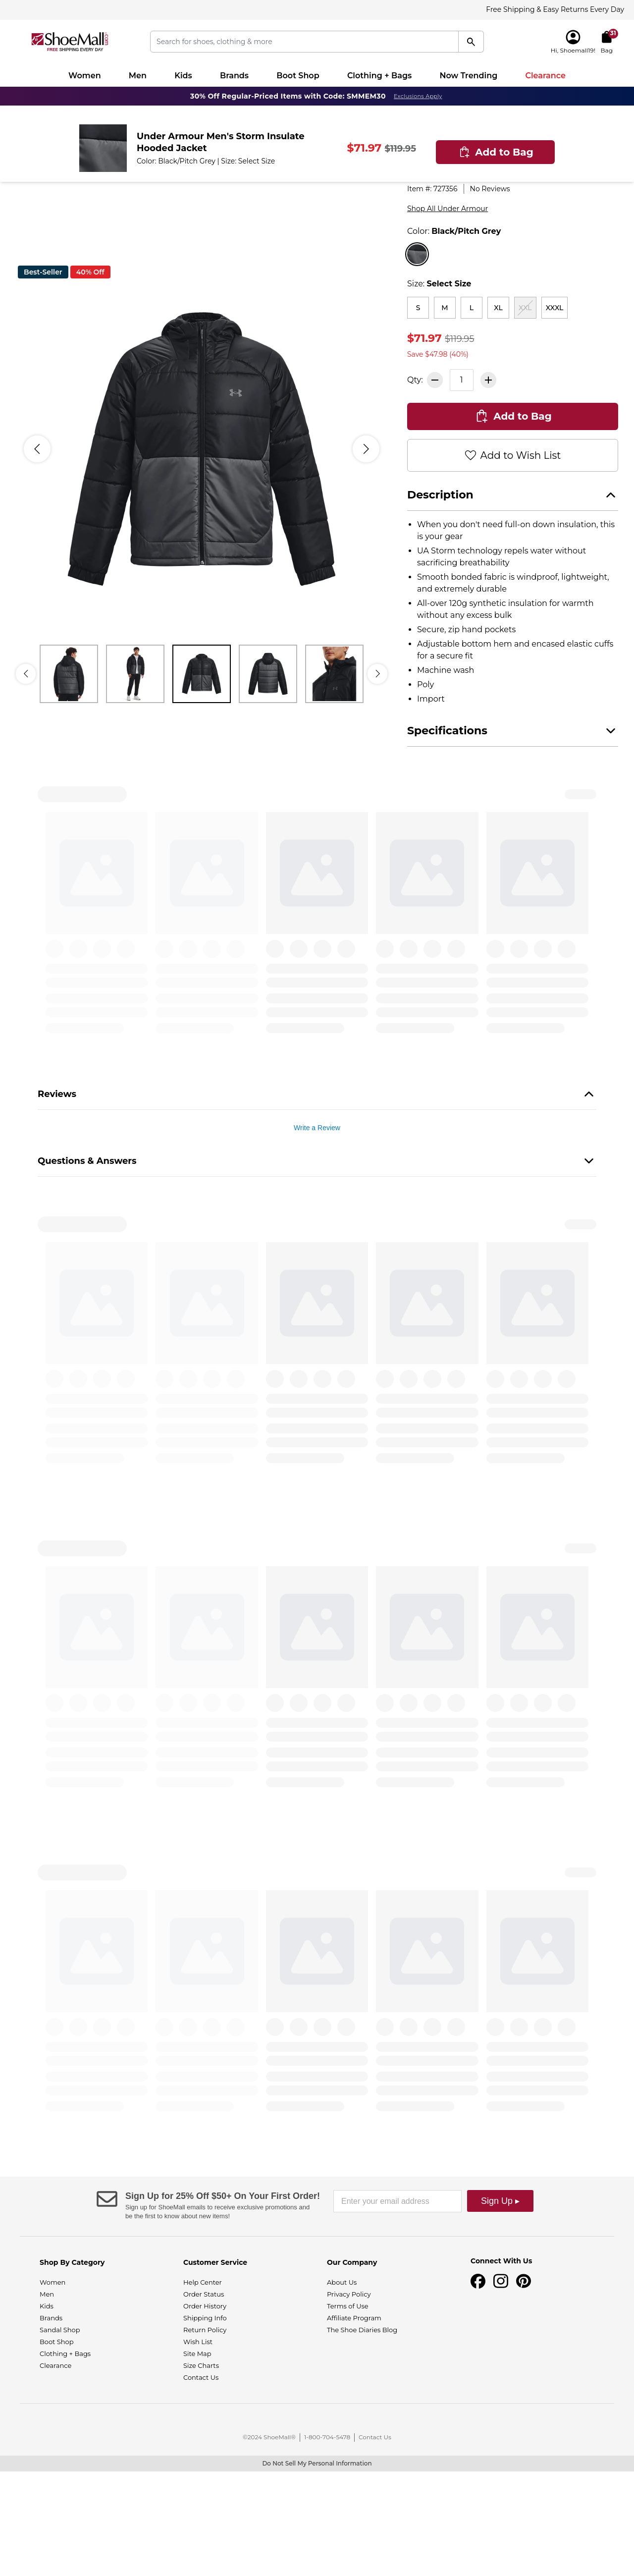 Free Shipping & Easy Returns Every Day
ShoeMall
FREE SHIPPING EVERY DAY
Search for shoes, clothing & more
Hi, Shoemall19!
31
Bag
Women
Men
Kids
Brands
Boot Shop
Clothing + Bags
Now Trending
Clearance
30% Off Regular-Priced Items with Code: SMMEM30 Exclusions Apply
Under Armour Men's Storm Insulate
Hooded Jacket
Color: Black/Pitch Grey | Size: Select Size
$71.97 $119.95
Add to Bag
Item #: 727356 | No Reviews
Shop All Under Armour
Color: Black/Pitch Grey
Best-Seller
40% Off
Size: Select Size
S
M
L
XL
XXL
XXXL
$71.97 $119.95
Save $47.98 (40%)
Qty:
1
Add to Bag
Add to Wish List
Description
When you don't need full-on down insulation, this
is your gear
UA Storm technology repels water without
sacrificing breathability
Smooth bonded fabric is windproof, lightweight,
and extremely durable
All-over 120g synthetic insulation for warmth
without any excess bulk
Secure, zip hand pockets
Adjustable bottom hem and encased elastic cuffs
for a secure fit
Machine wash
Poly
Import
Specifications
Reviews
Write a Review
Questions & Answers
Sign Up for 25% Off $50+ On Your First Order!
Sign up for ShoeMall emails to receive exclusive promotions and
be the first to know about new items!
Enter your email address
Sign Up ▸
Shop By Category
Women
Men
Kids
Brands
Sandal Shop
Boot Shop
Clothing + Bags
Clearance
Customer Service
Help Center
Order Status
Order History
Shipping Info
Return Policy
Wish List
Site Map
Size Charts
Contact Us
Our Company
About Us
Privacy Policy
Terms of Use
Affiliate Program
The Shoe Diaries Blog
Connect With Us
©2024 ShoeMall® | 1-800-704-5478 | Contact Us
Do Not Sell My Personal Information